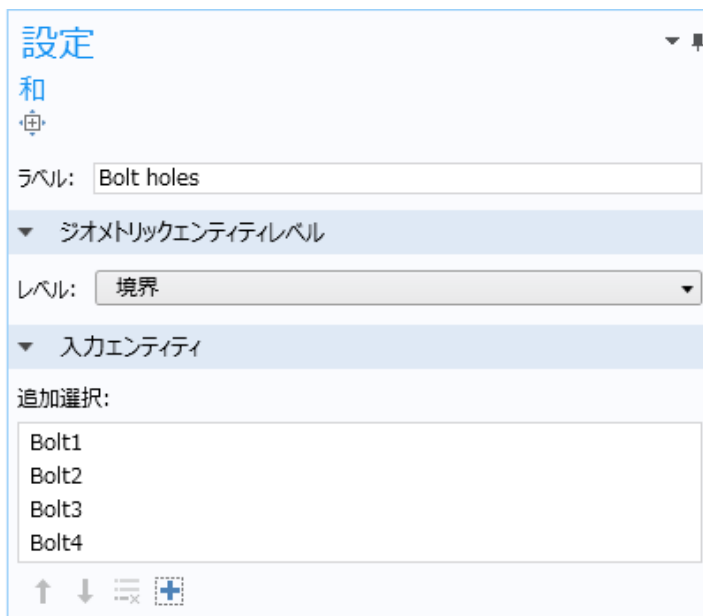 設定
和
ラベル: Bolt holes
ジオメトリックエンティティレベル
レベル: 境界
入力エンティティ
追加選択:
Bolt1
Bolt2
Bolt3
Bolt4